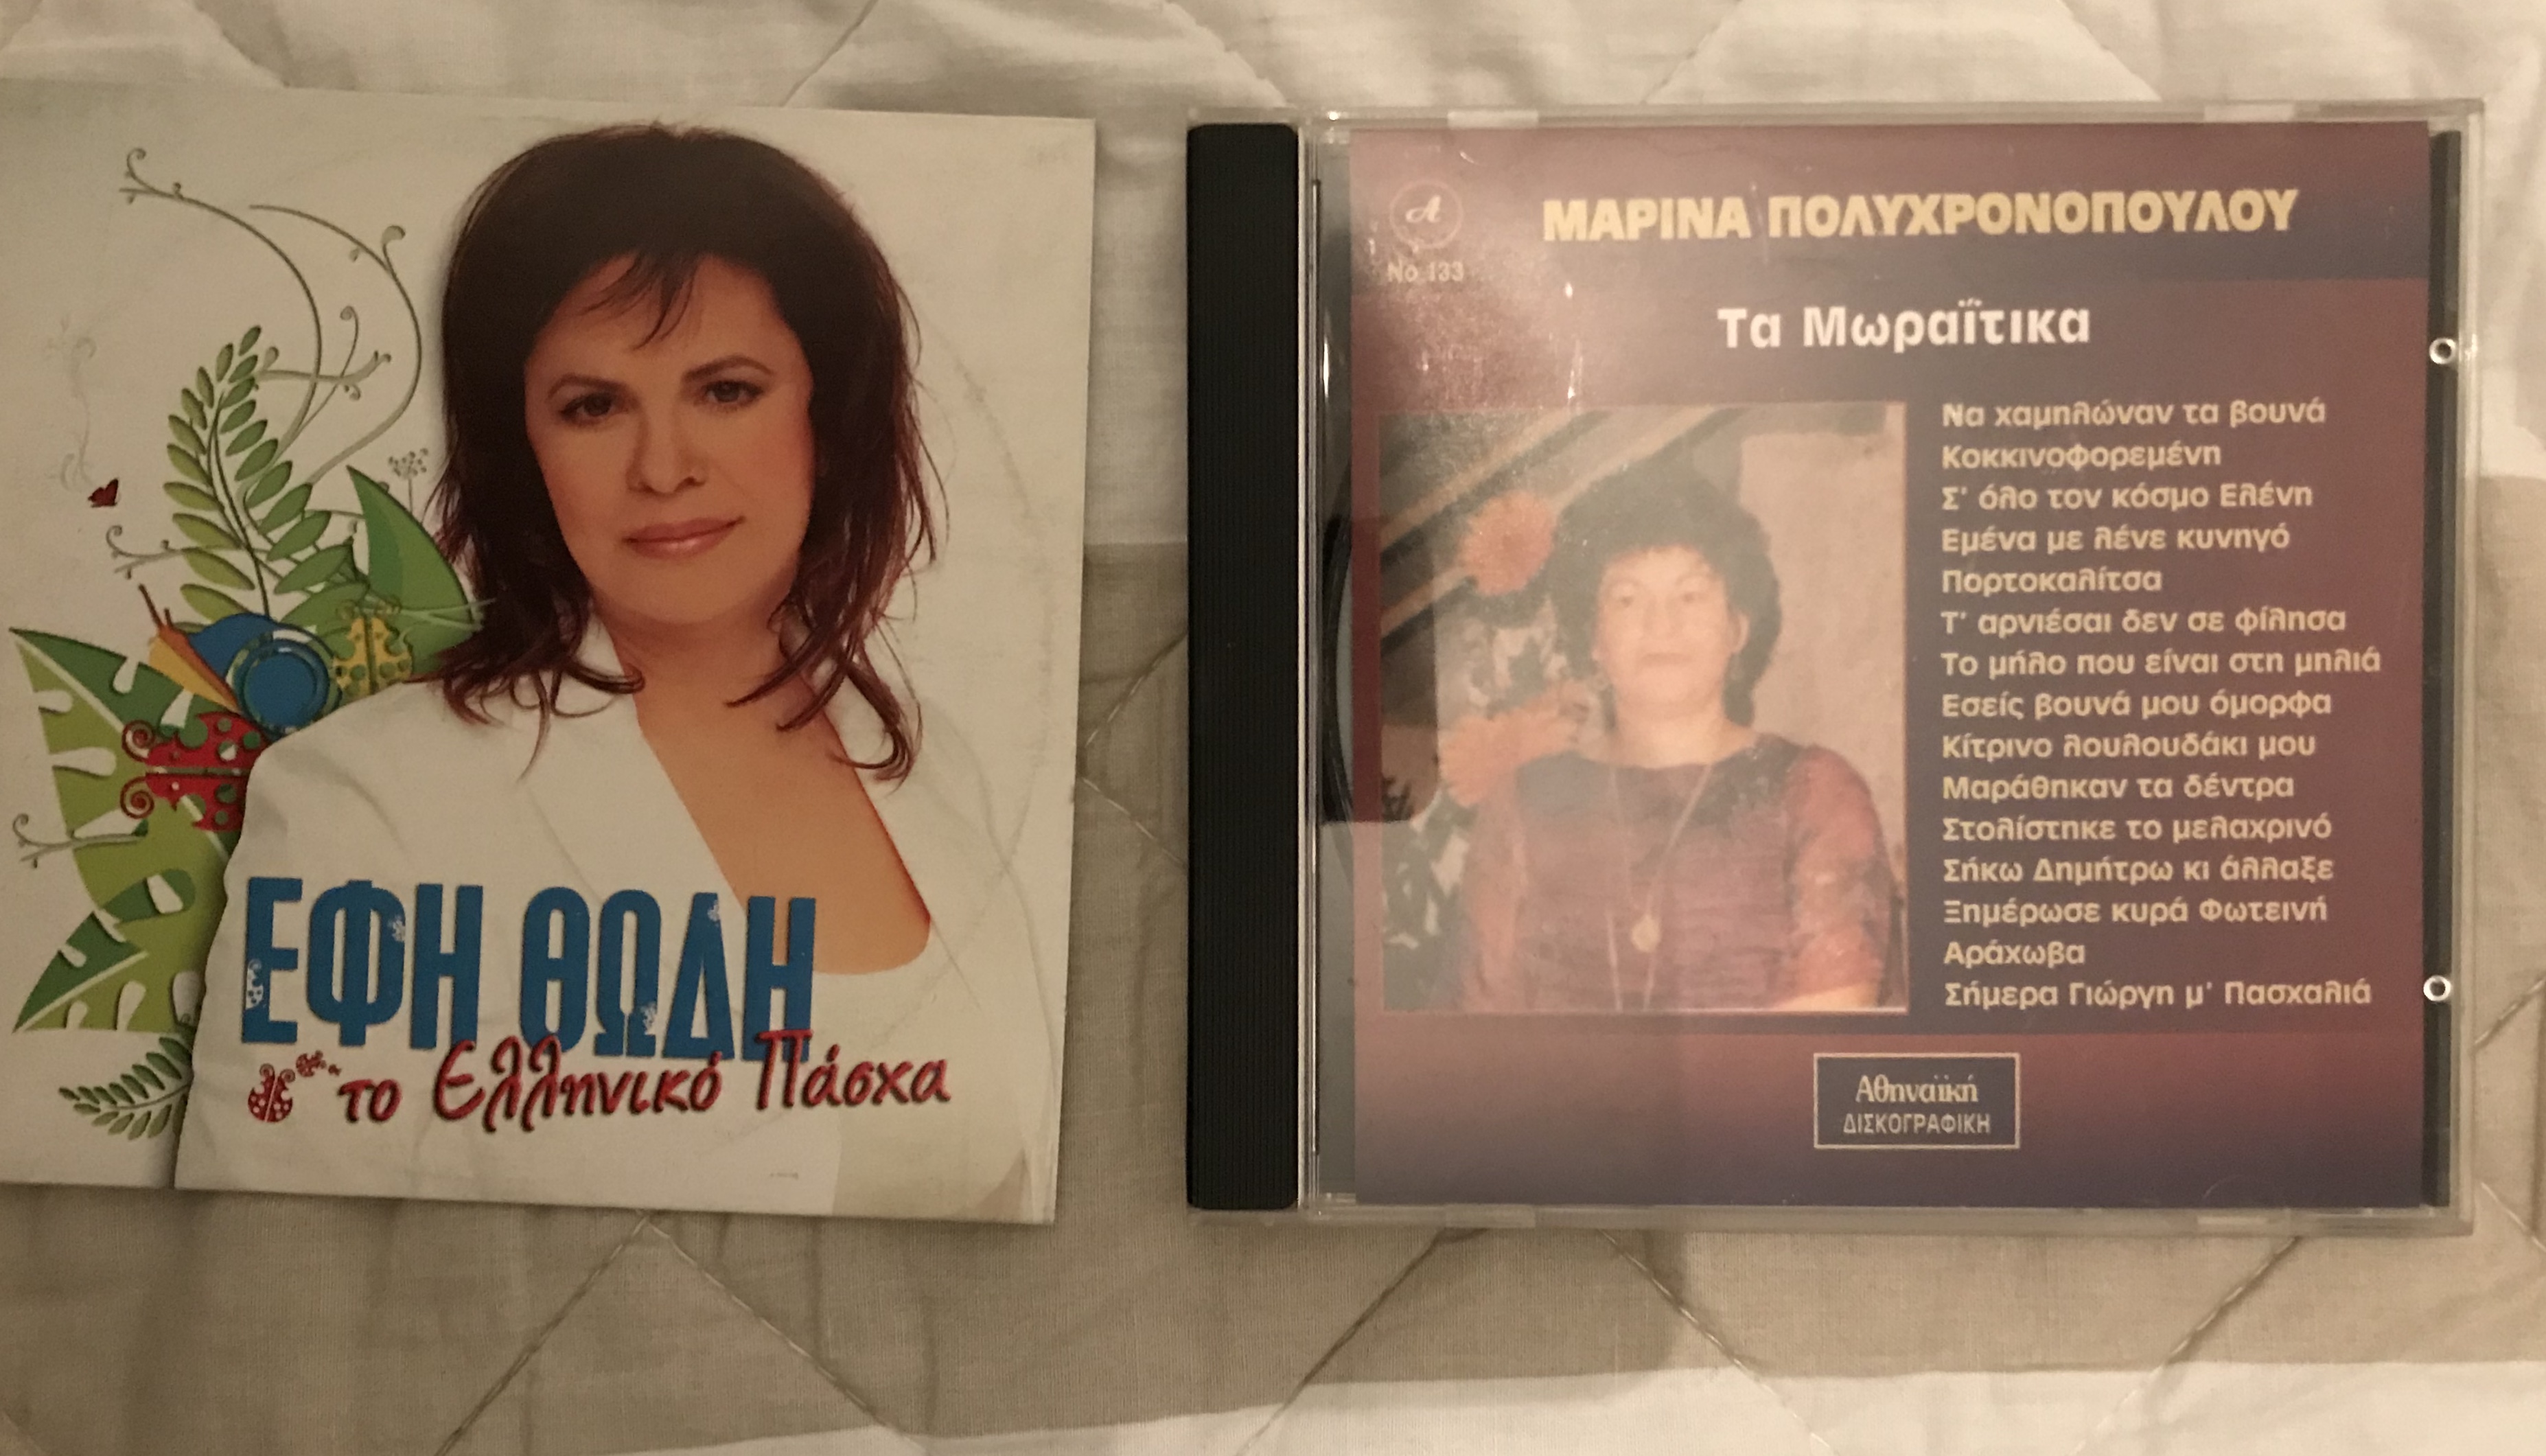 ΕΦΗ ΘΩΔΗ
το Ελληνικό Πάσχα
A
No 133
ΜΑΡΙΝΑ ΠΟΛΥΧΡΟΝΟΠΟΥΛΟΥ
Τα Μωραΐτικα
Να χαμηλώναν τα βουνά
Κοκκινοφορεμένη
Σ' όλο τον κόσμο Ελένη
Εμένα με λένε κυνηγό
Πορτοκαλίτσα
Τ' αρνιέσαι δεν σε φίλησα
Το μήλο που είναι στη μηλιά
Εσείς βουνά μου όμορφα
Κίτρινο λουλουδάκι μου
Μαράθηκαν τα δέντρα
Στολίστηκε το μελαχρινό
Σήκω Δημήτρω κι άλλαξε
Ξημέρωσε κυρά Φωτεινή
Αράχωβα
Σήμερα Γιώργη μ' Πασχαλιά
Αθηναϊκή
ΔΙΣΚΟΓΡΑΦΙΚΗ